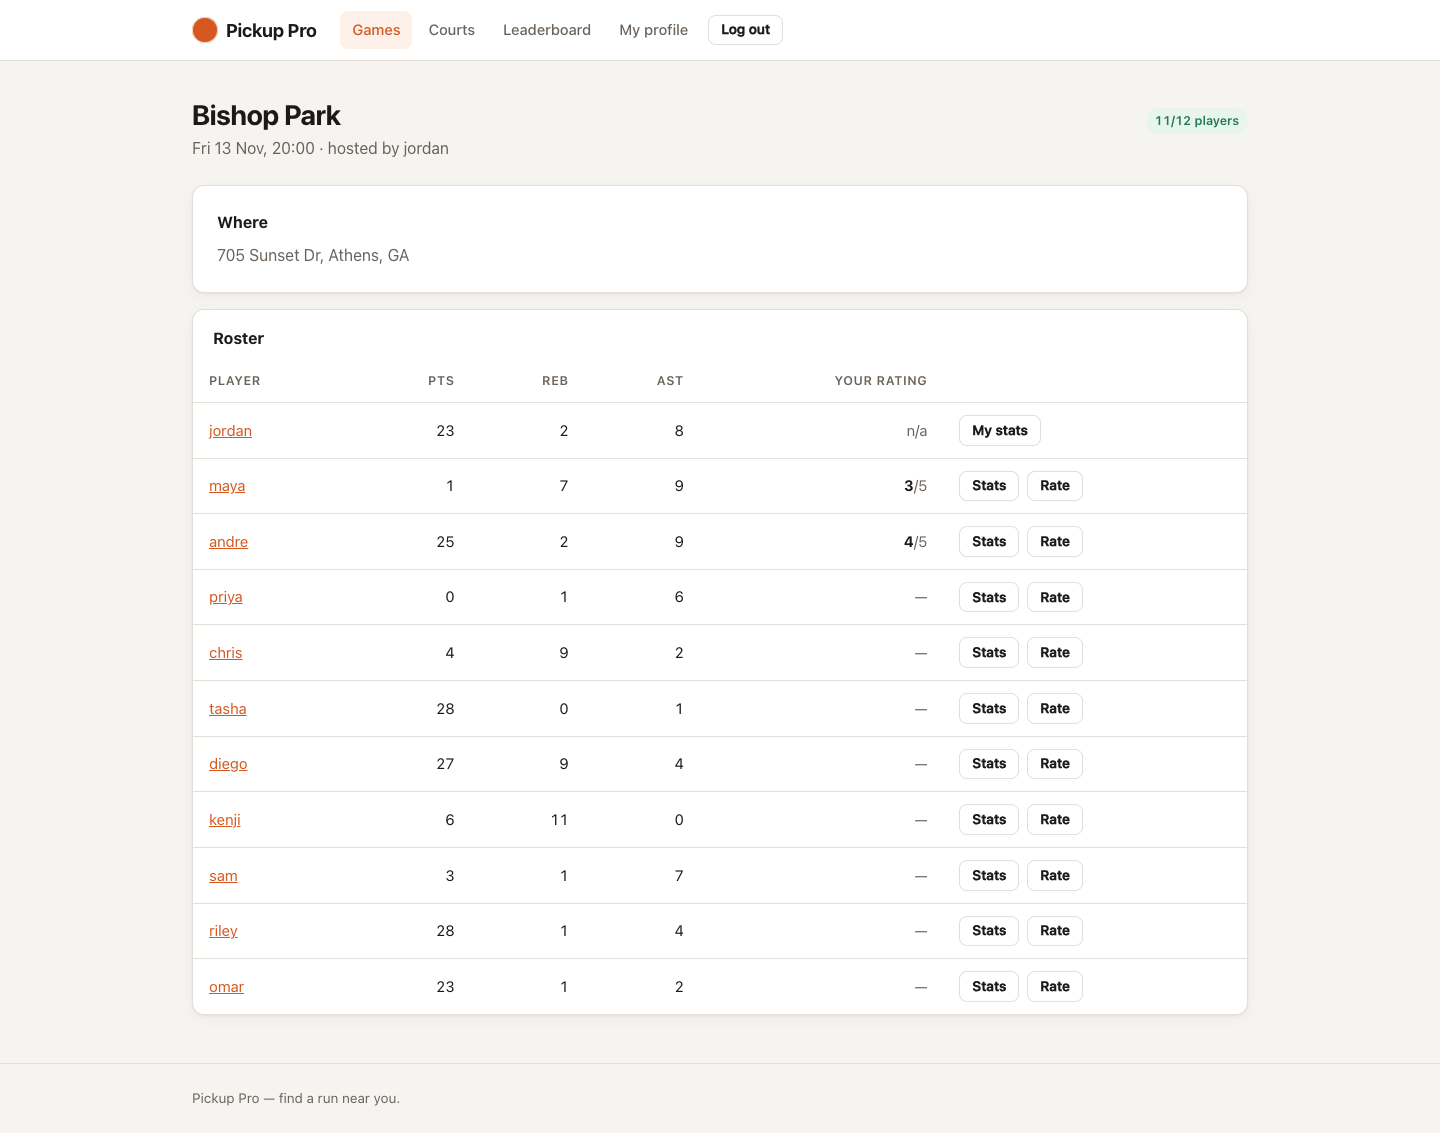 Pickup Pro Games Courts Leaderboard My profile Log out
Bishop Park
11/12 players
Fri 13 Nov, 20:00 · hosted by jordan
Where
705 Sunset Dr, Athens, GA
Roster
PLAYER PTS REB AST YOUR RATING
jordan 23 2 8 n/a My stats
maya 1 7 9 3/5 Stats Rate
andre 25 2 9 4/5 Stats Rate
priya 0 1 6 — Stats Rate
chris 4 9 2 — Stats Rate
tasha 28 0 1 — Stats Rate
diego 27 9 4 — Stats Rate
kenji 6 11 0 — Stats Rate
sam 3 1 7 — Stats Rate
riley 28 1 4 — Stats Rate
omar 23 1 2 — Stats Rate
Pickup Pro — find a run near you.